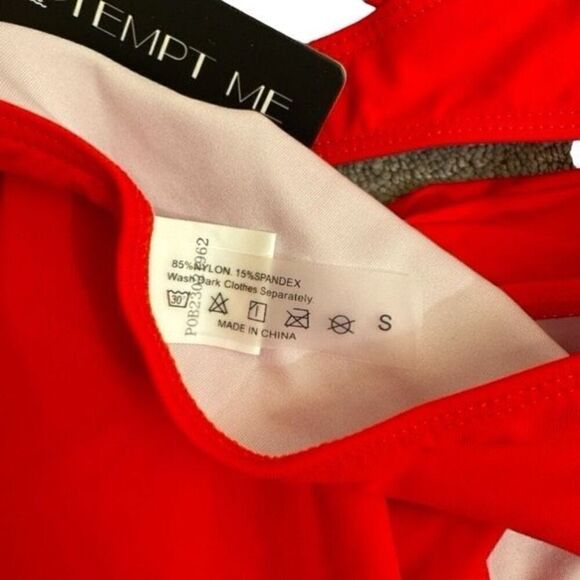 TEMPT ME
85%NYLON. 15%SPANDEX
Wash Dark Clothes Separately
30°
S
MADE IN CHINA